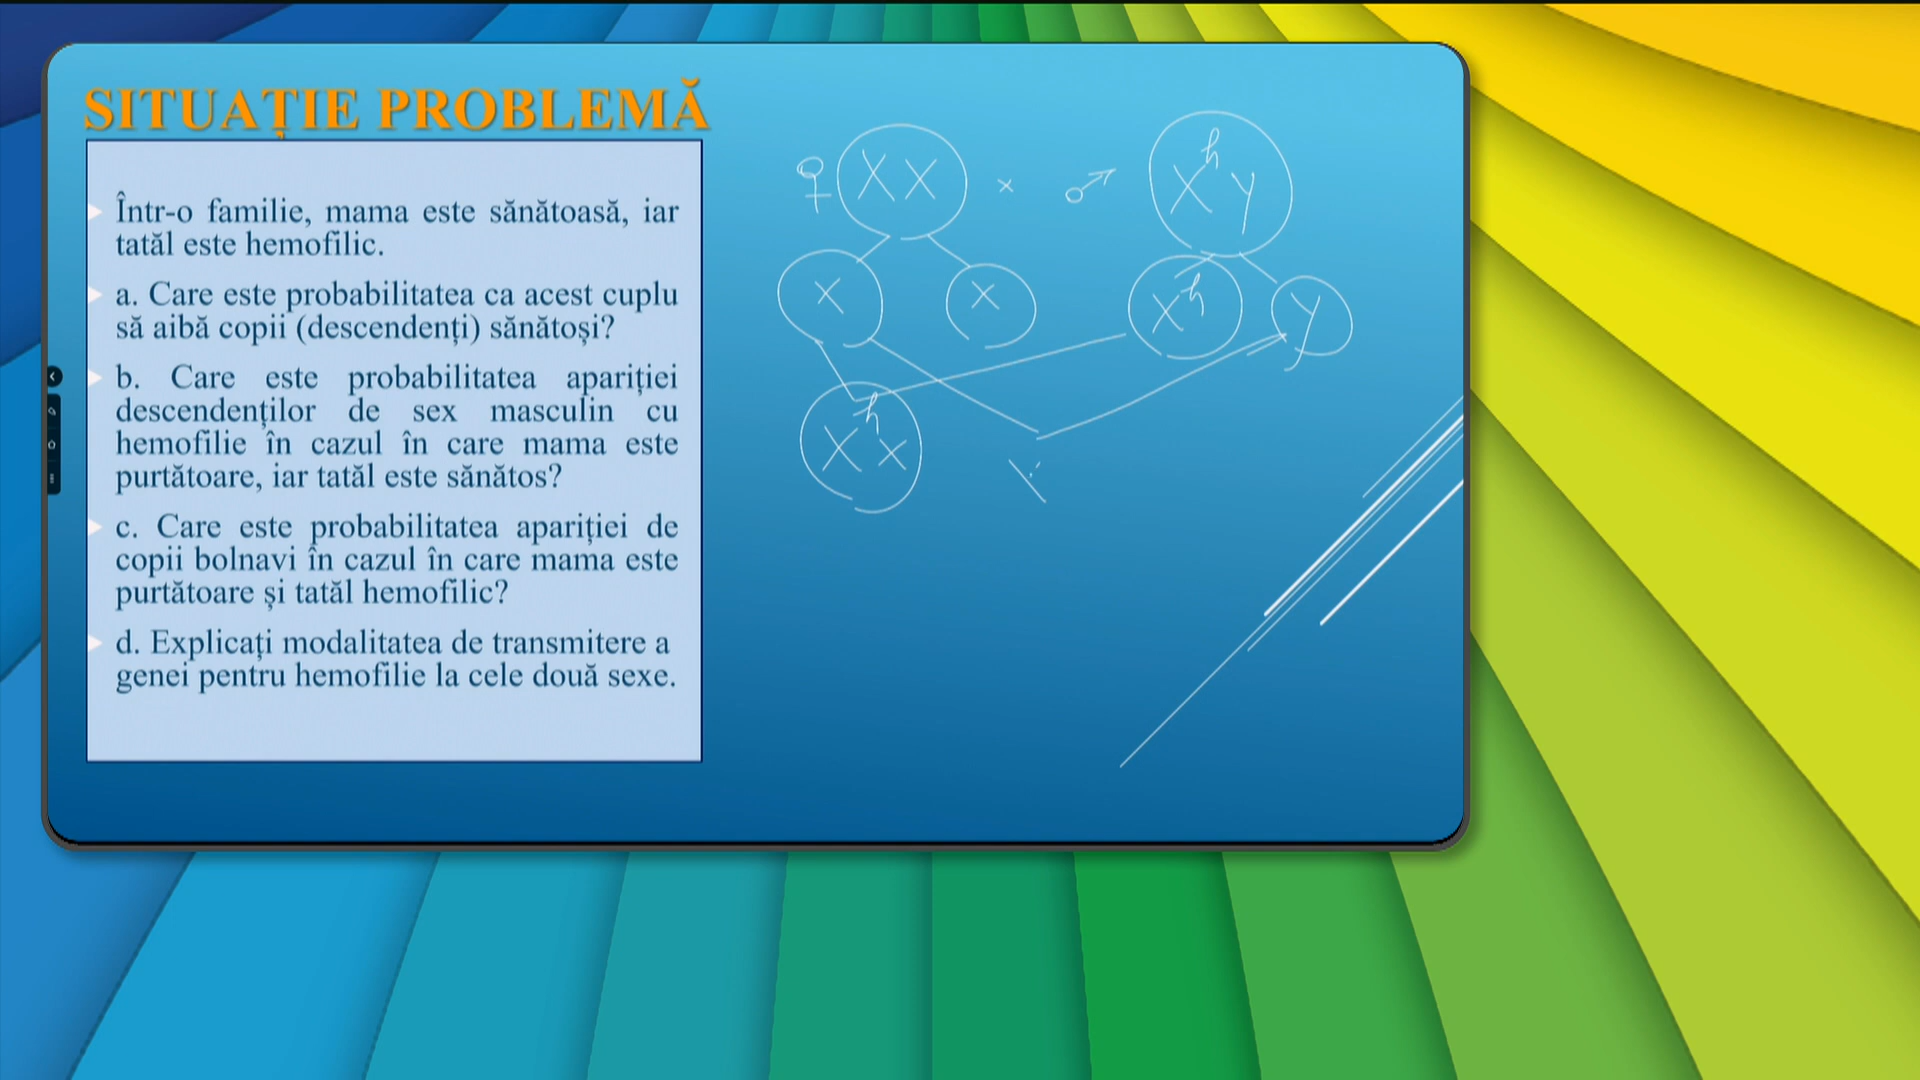 SITUAȚIE PROBLEMĂ
Într-o familie, mama este sănătoasă, iar
tatăl este hemofilic.
a. Care este probabilitatea ca acest cuplu
să aibă copii (descendenți) sănătoși?
b. Care este probabilitatea apariției
descendenților de sex masculin cu
hemofilie în cazul în care mama este
purtătoare, iar tatăl este sănătos?
c. Care este probabilitatea apariției de
copii bolnavi în cazul în care mama este
purtătoare și tatăl hemofilic?
d. Explicați modalitatea de transmitere a
genei pentru hemofilie la cele două sexe.
♀ XX × ♂ XʰY
X X Xʰ Y
XʰX